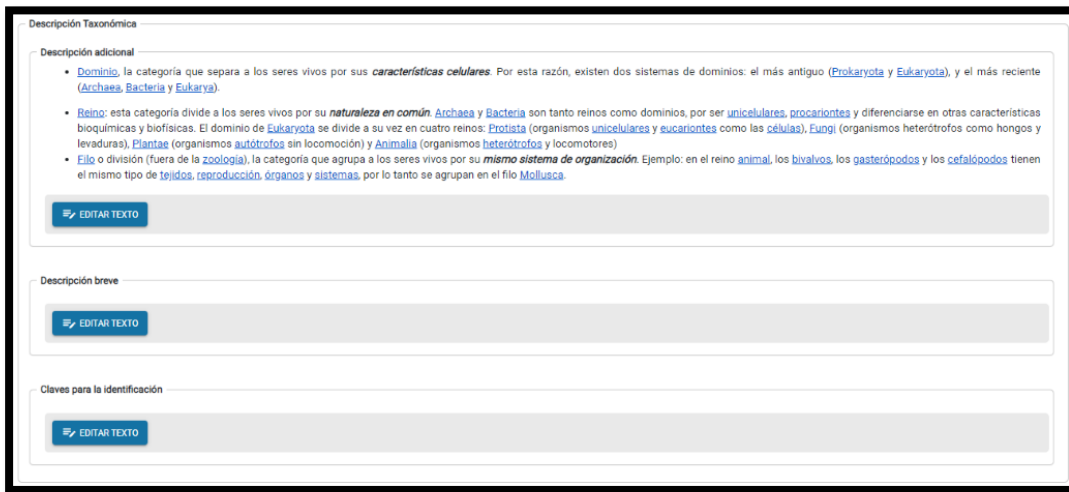 Descripción Taxonómica
Descripción adicional
• Dominio, la categoría que separa a los seres vivos por sus características celulares. Por esta razón, existen dos sistemas de dominios: el más antiguo (Prokaryota y Eukaryota), y el más reciente
(Archaea, Bacteria y Eukarya).
• Reino: esta categoría divide a los seres vivos por su naturaleza en común. Archaea y Bacteria son tanto reinos como dominios, por ser unicelulares, procariontes y diferenciarse en otras características
bioquímicas y biofísicas. El dominio de Eukaryota se divide a su vez en cuatro reinos: Protista (organismos unicelulares y eucariontes como las células), Fungi (organismos heterótrofos como hongos y
levaduras), Plantae (organismos autótrofos sin locomoción) y Animalia (organismos heterótrofos y locomotores)
• Filo o división (fuera de la zoología), la categoría que agrupa a los seres vivos por su mismo sistema de organización. Ejemplo: en el reino animal, los bivalvos, los gasterópodos y los cefalópodos tienen
el mismo tipo de tejidos, reproducción, órganos y sistemas, por lo tanto se agrupan en el filo Mollusca.
EDITAR TEXTO
Descripción breve
EDITAR TEXTO
Claves para la identificación
EDITAR TEXTO